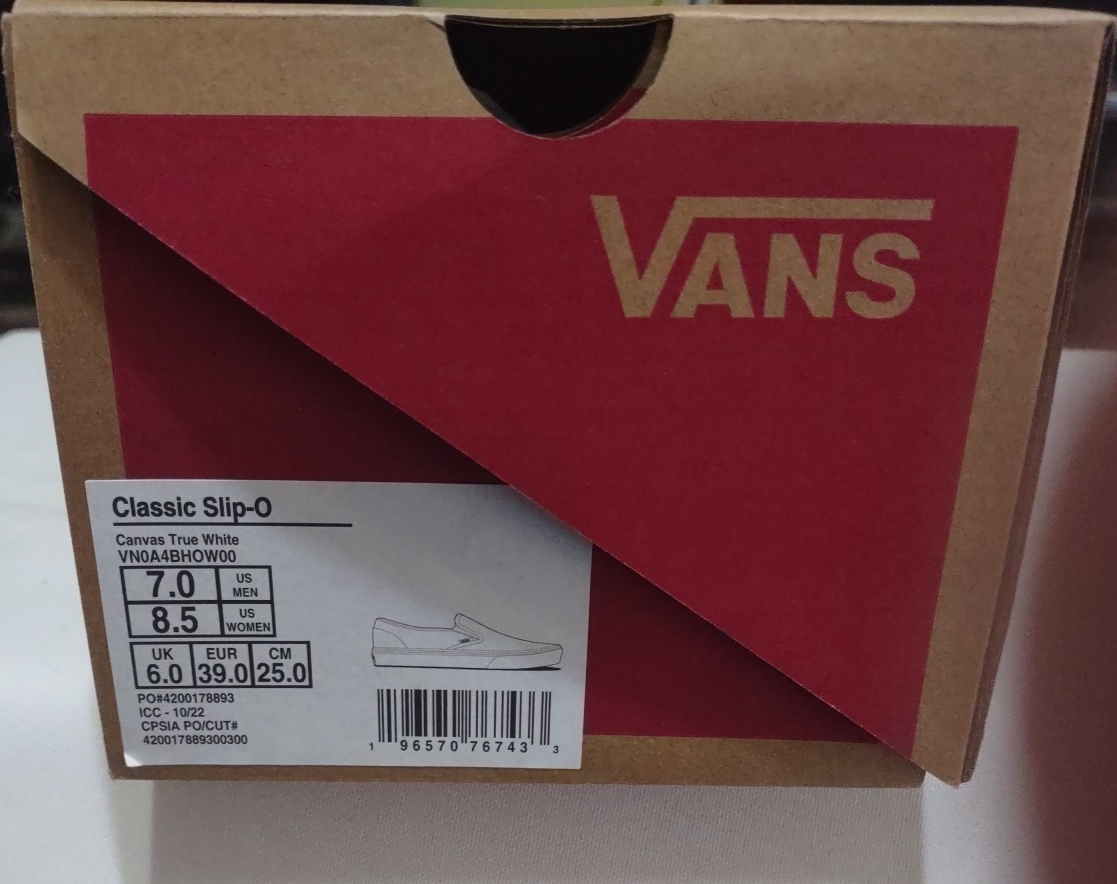 VANS
Classic Slip-O
Canvas True White
VN0A4BHOW00
7.0 US MEN
8.5 US WOMEN
UK EUR CM
6.0 39.0 25.0
PO#4200178893
ICC - 10/22
CPSIA PO/CUT#
420017889300300
1 96570 76743 3